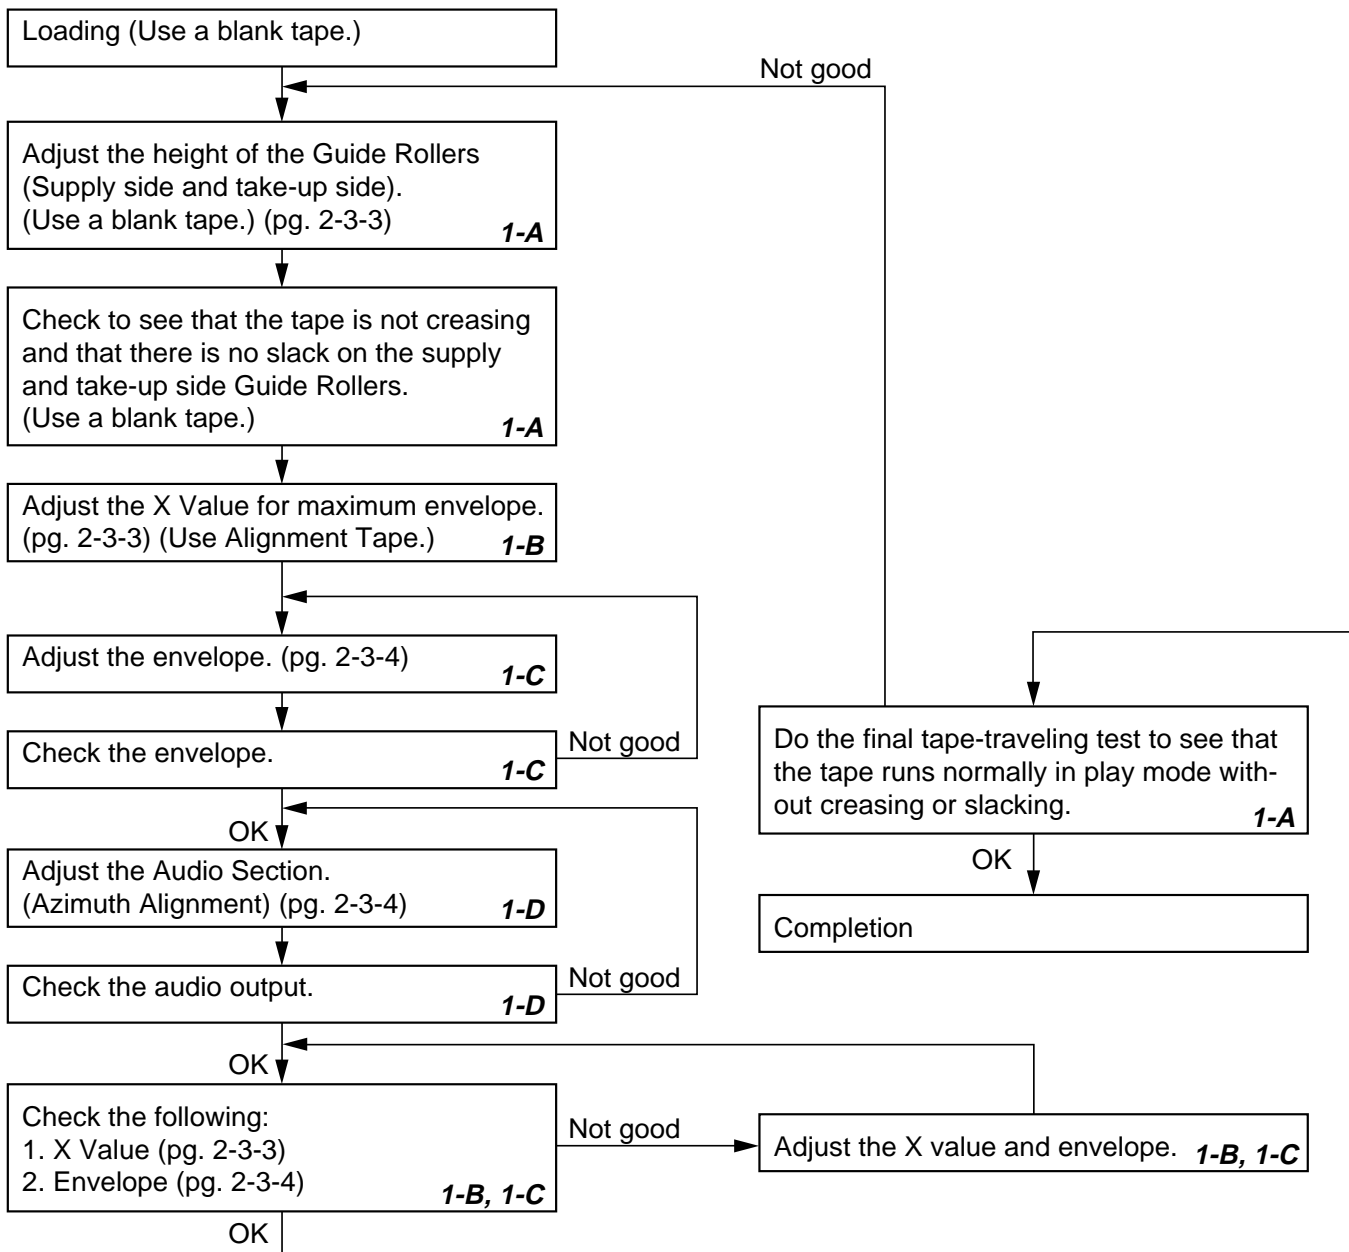 Loading (Use a blank tape.)
Not good
Adjust the height of the Guide Rollers
(Supply side and take-up side).
(Use a blank tape.) (pg. 2-3-3)
1-A
Check to see that the tape is not creasing
and that there is no slack on the supply
and take-up side Guide Rollers.
(Use a blank tape.)
1-A
Adjust the X Value for maximum envelope.
(pg. 2-3-3) (Use Alignment Tape.)
1-B
Adjust the envelope. (pg. 2-3-4)
1-C
Check the envelope.
1-C
Not good
OK
Adjust the Audio Section.
(Azimuth Alignment) (pg. 2-3-4)
1-D
Check the audio output.
1-D
Not good
OK
Check the following:
1. X Value (pg. 2-3-3)
2. Envelope (pg. 2-3-4)
1-B, 1-C
Not good
OK
Adjust the X value and envelope.
1-B, 1-C
Do the final tape-traveling test to see that
the tape runs normally in play mode with-
out creasing or slacking.
1-A
OK
Completion